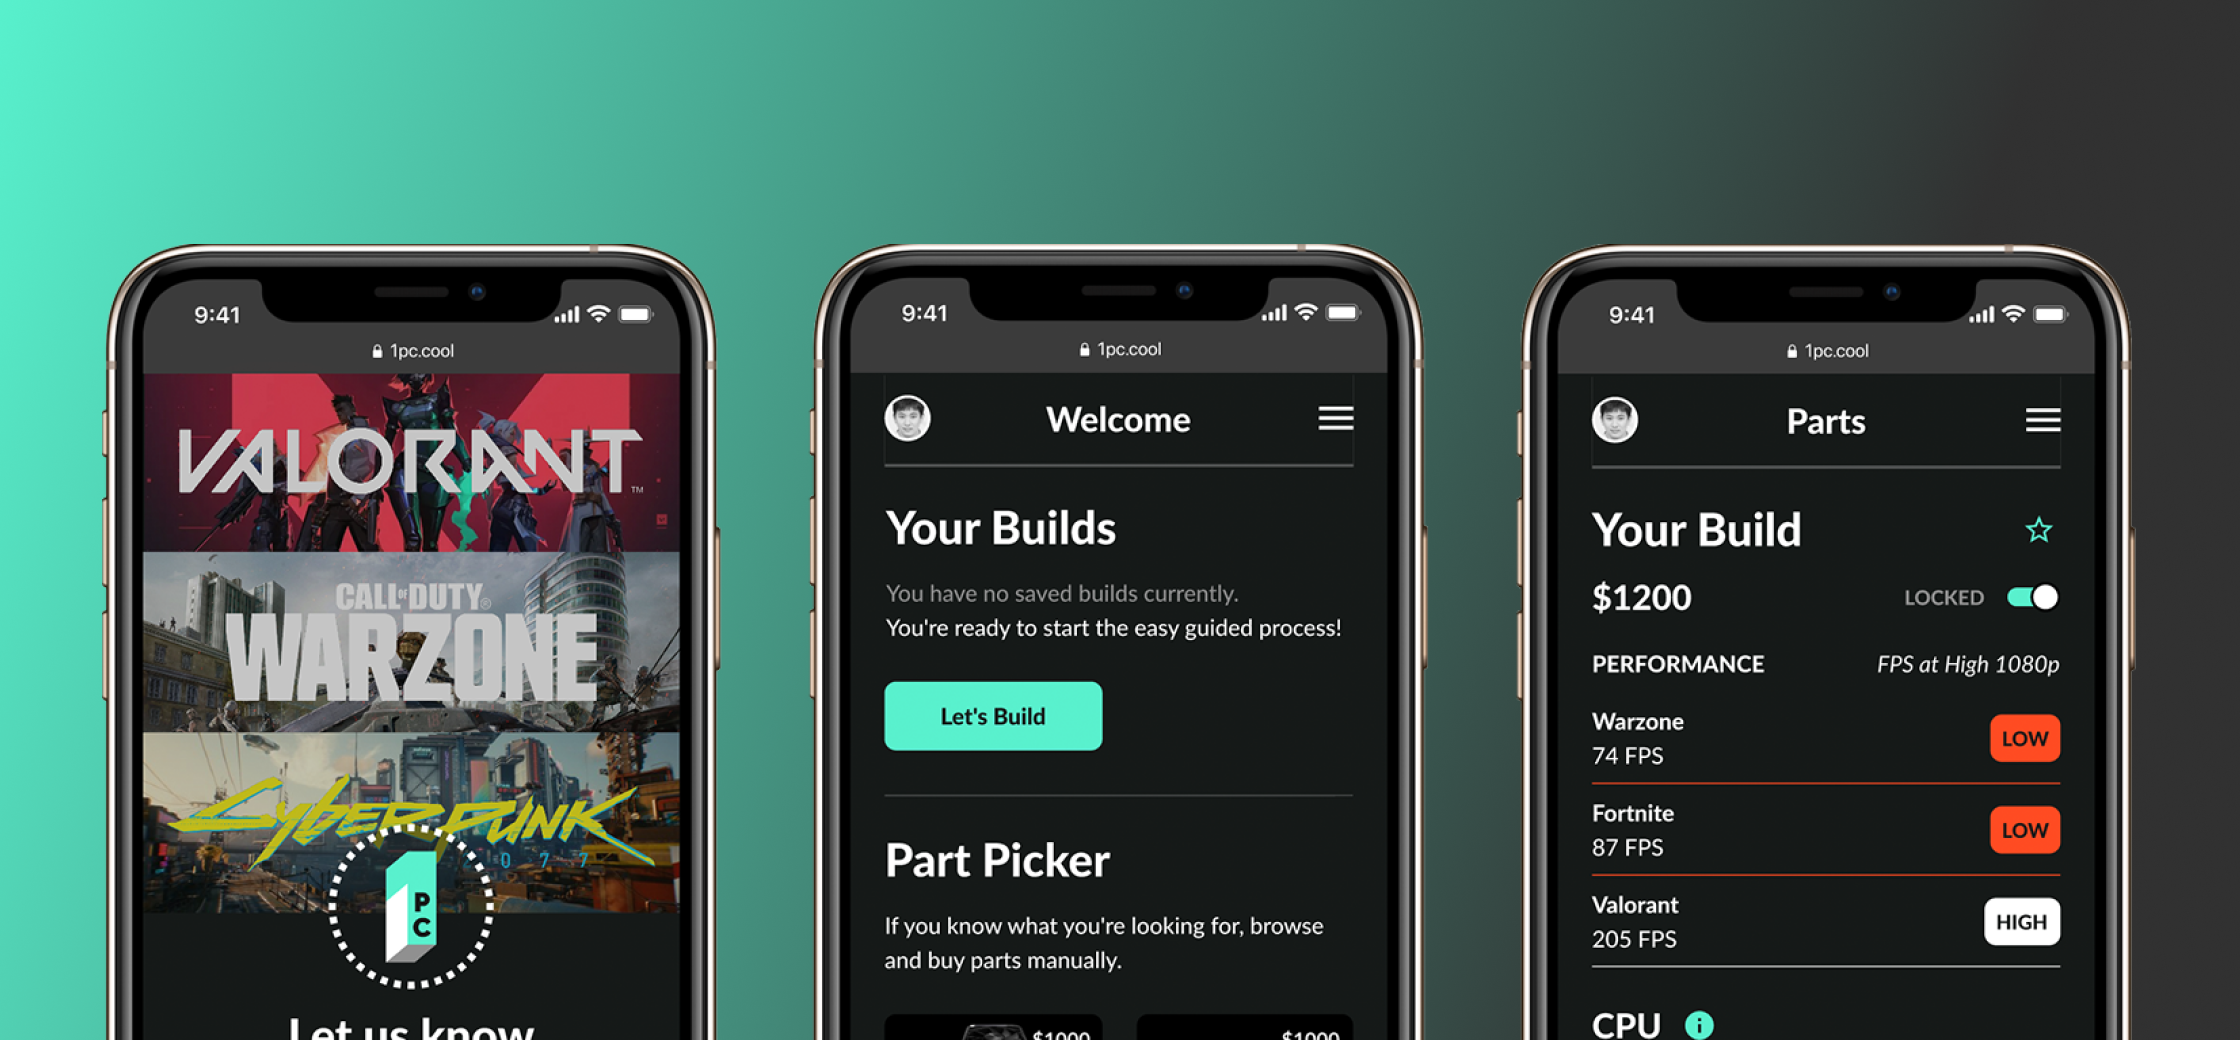 9:41
1pc.cool
VALORANT™
CALL OF DUTY®
WARZONE
CYBERPUNK
2077
P
C
Let us know
9:41
1pc.cool
Welcome
Your Builds
You have no saved builds currently.
You're ready to start the easy guided process!
Let's Build
Part Picker
If you know what you're looking for, browse
and buy parts manually.
$1000
$1000
9:41
1pc.cool
Parts
Your Build
$1200
LOCKED
PERFORMANCE
FPS at High 1080p
Warzone
LOW
74 FPS
Fortnite
LOW
87 FPS
Valorant
HIGH
205 FPS
CPU
i